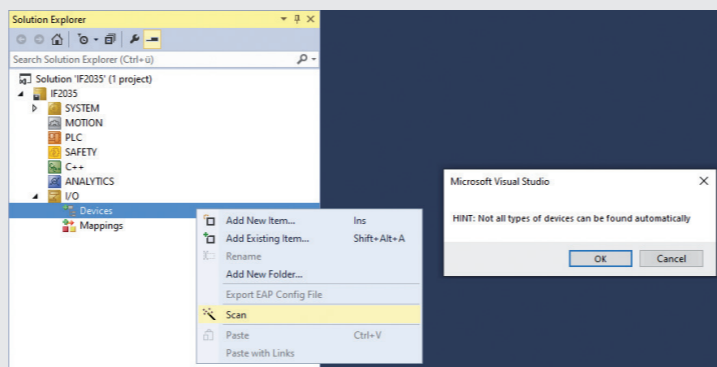 Solution Explorer
Search Solution Explorer (Ctrl+ü)
Solution 'IF2035' (1 project)
IF2035
SYSTEM
MOTION
PLC
SAFETY
C++
ANALYTICS
I/O
Devices
Mappings
Add New Item... Ins
Add Existing Item... Shift+Alt+A
Rename
Add New Folder...
Export EAP Config File
Scan
Paste Ctrl+V
Paste with Links
Microsoft Visual Studio
HINT: Not all types of devices can be found automatically
OK Cancel